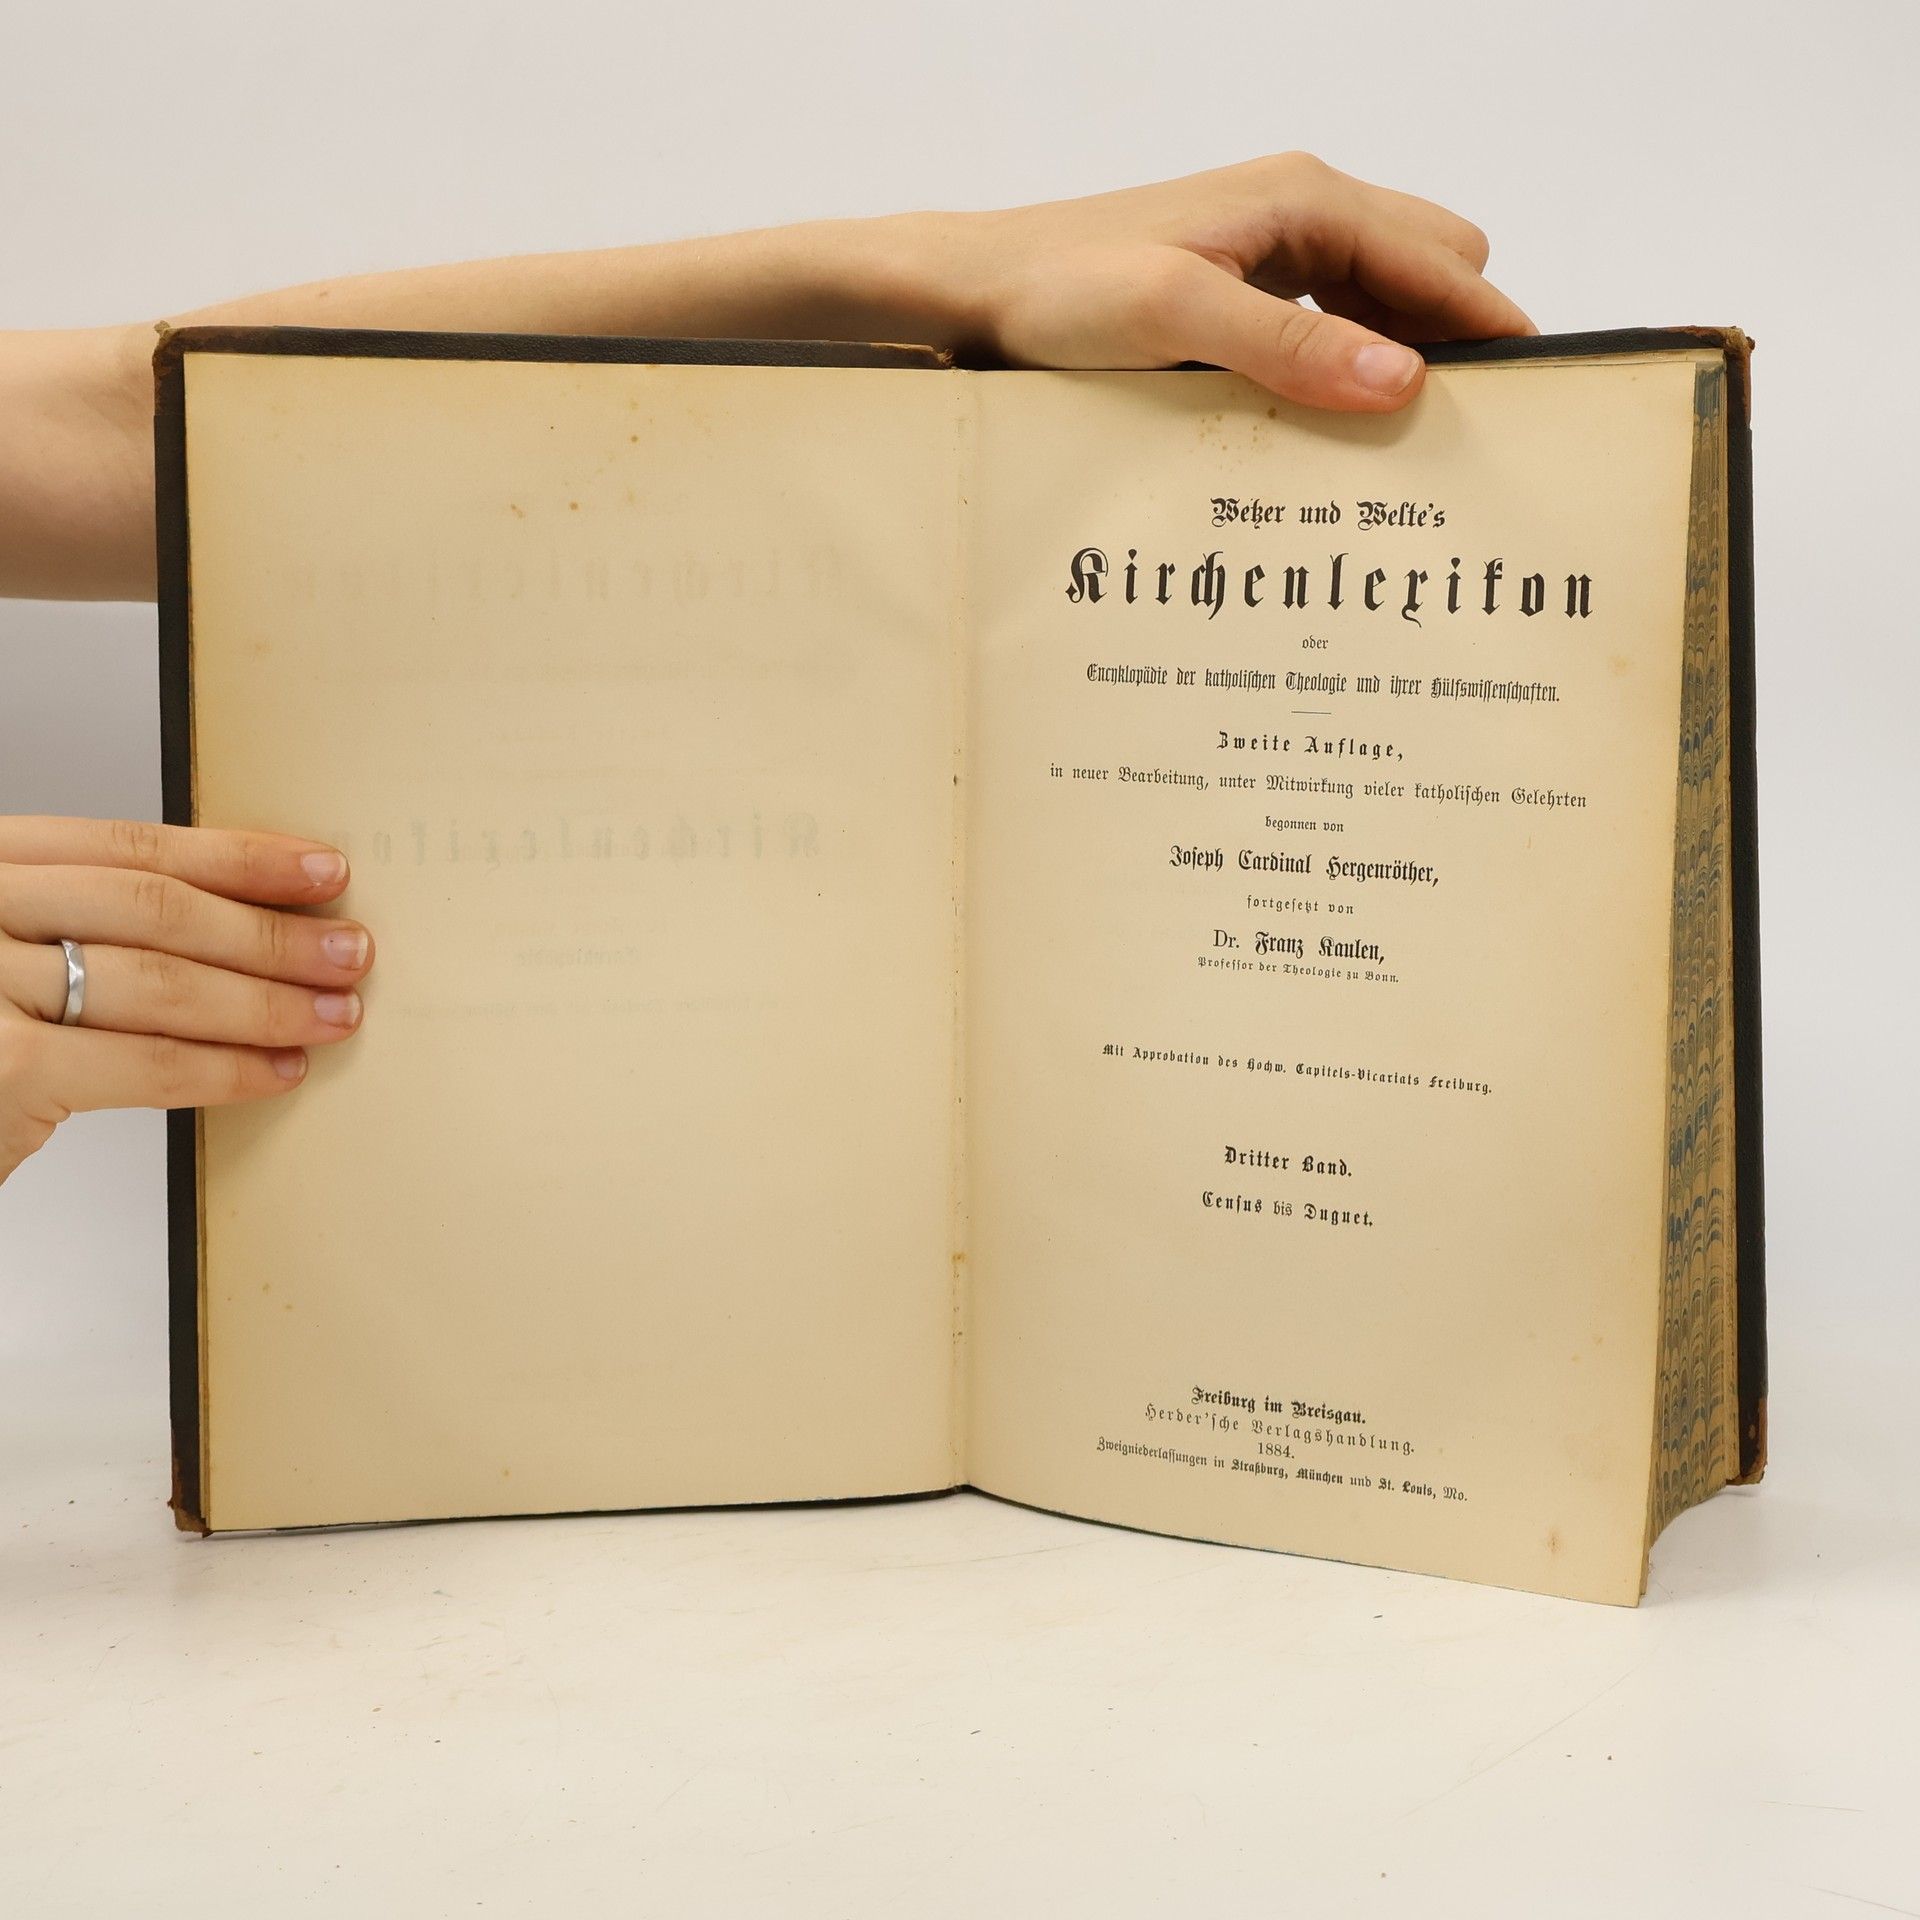 Wetzer und Welte's
Kirchenlexikon
oder
Encyklopädie der katholischen Theologie und ihrer Hülfswissenschaften.
Zweite Auflage,
in neuer Bearbeitung, unter Mitwirkung vieler katholischen Gelehrten
begonnen von
Joseph Cardinal Hergenröther,
fortgesetzt von
Dr. Franz Kaulen,
Professor der Theologie zu Bonn.
Mit Approbation des Hochw. Capitels-Vicariats Freiburg.
Dritter Band.
Census bis Duguet.
Freiburg im Breisgau.
Herder'sche Verlagshandlung.
1884.
Zweigniederlassungen in Straßburg, München und St. Louis, Mo.